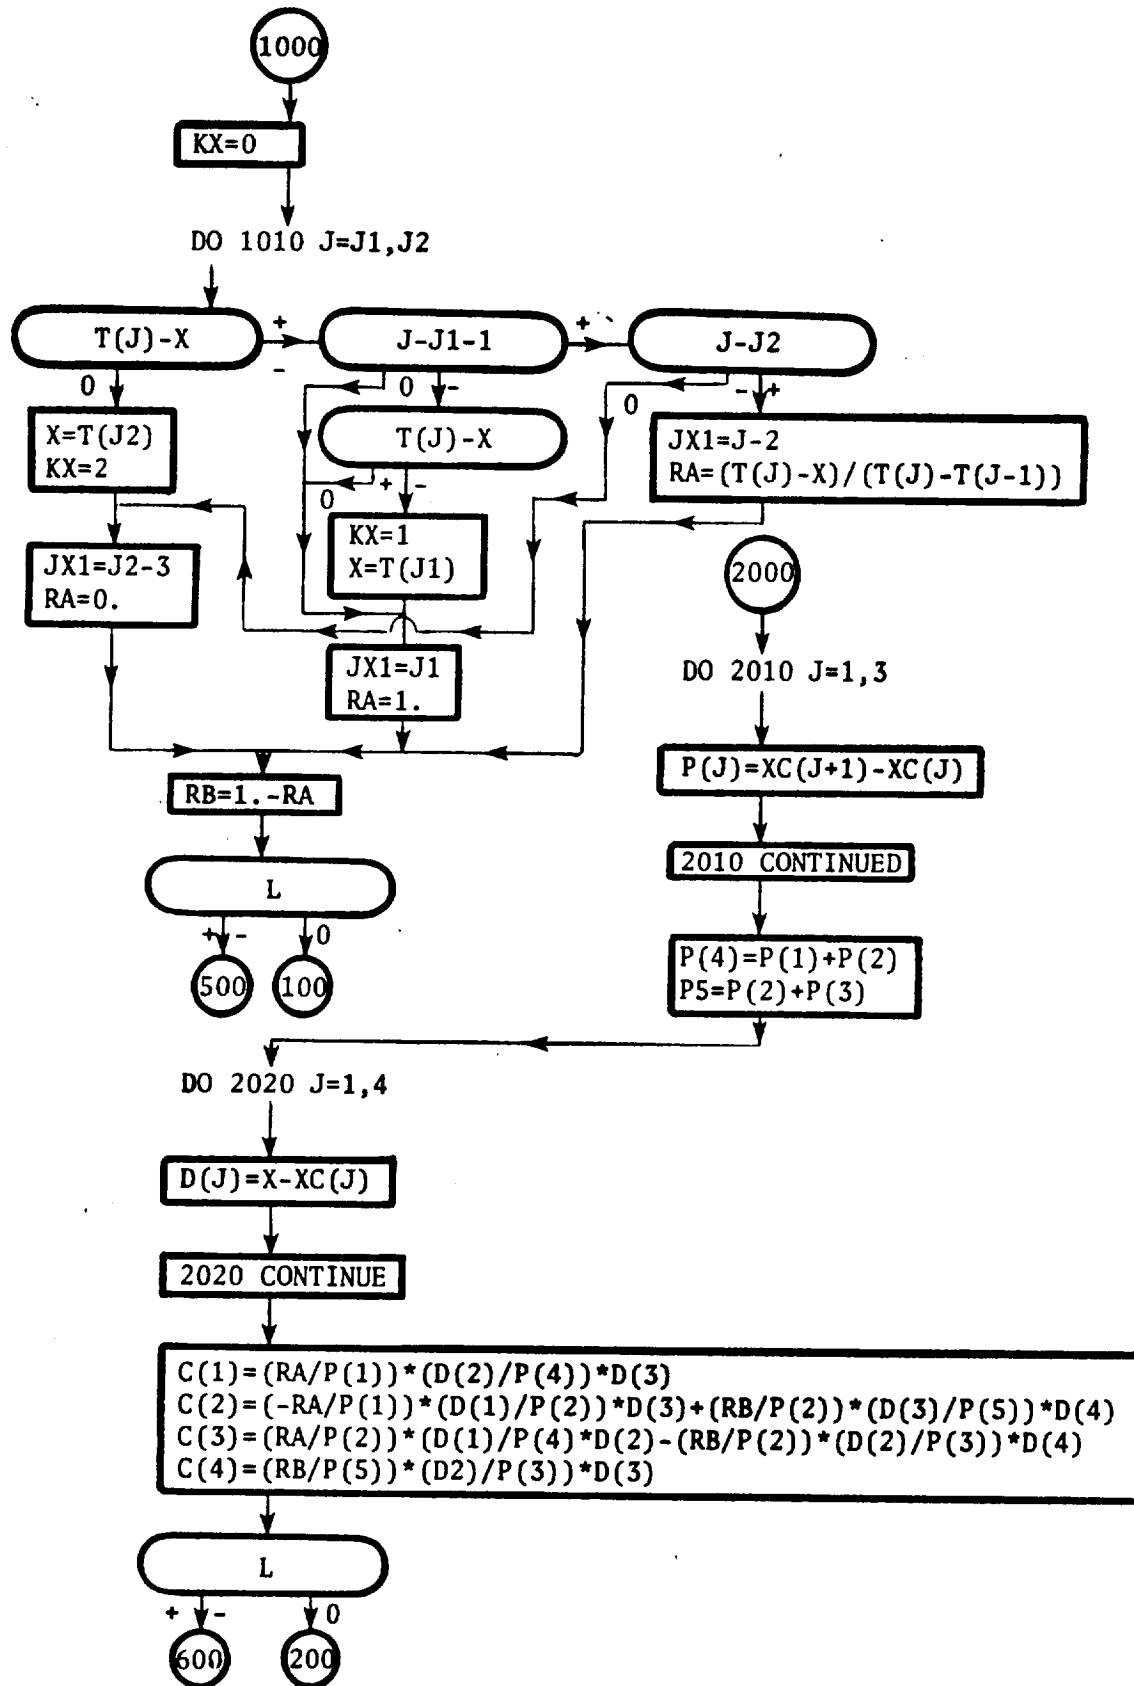 1000
KX=0
DO 1010 J=J1,J2
T(J)-X
+
-
0
J-J1-1
+
0
-
J-J2
0
-
+
X=T(J2)
KX=2
T(J)-X
0
+
-
JX1=J-2
RA=(T(J)-X)/(T(J)-T(J-1))
KX=1
X=T(J1)
JX1=J2-3
RA=0.
2000
JX1=J1
RA=1.
DO 2010 J=1,3
P(J)=XC(J+1)-XC(J)
RB=1.-RA
2010 CONTINUED
L
+
-
0
500
100
P(4)=P(1)+P(2)
P5=P(2)+P(3)
DO 2020 J=1,4
D(J)=X-XC(J)
2020 CONTINUE
C(1)=(RA/P(1))*(D(2)/P(4))*D(3)
C(2)=(-RA/P(1))*(D(1)/P(2))*D(3)+(RB/P(2))*(D(3)/P(5))*D(4)
C(3)=(RA/P(2))*(D(1)/P(4)*D(2)-(RB/P(2))*(D(2)/P(3))*D(4)
C(4)=(RB/P(5))*(D2)/P(3))*D(3)
L
+
-
0
600
200